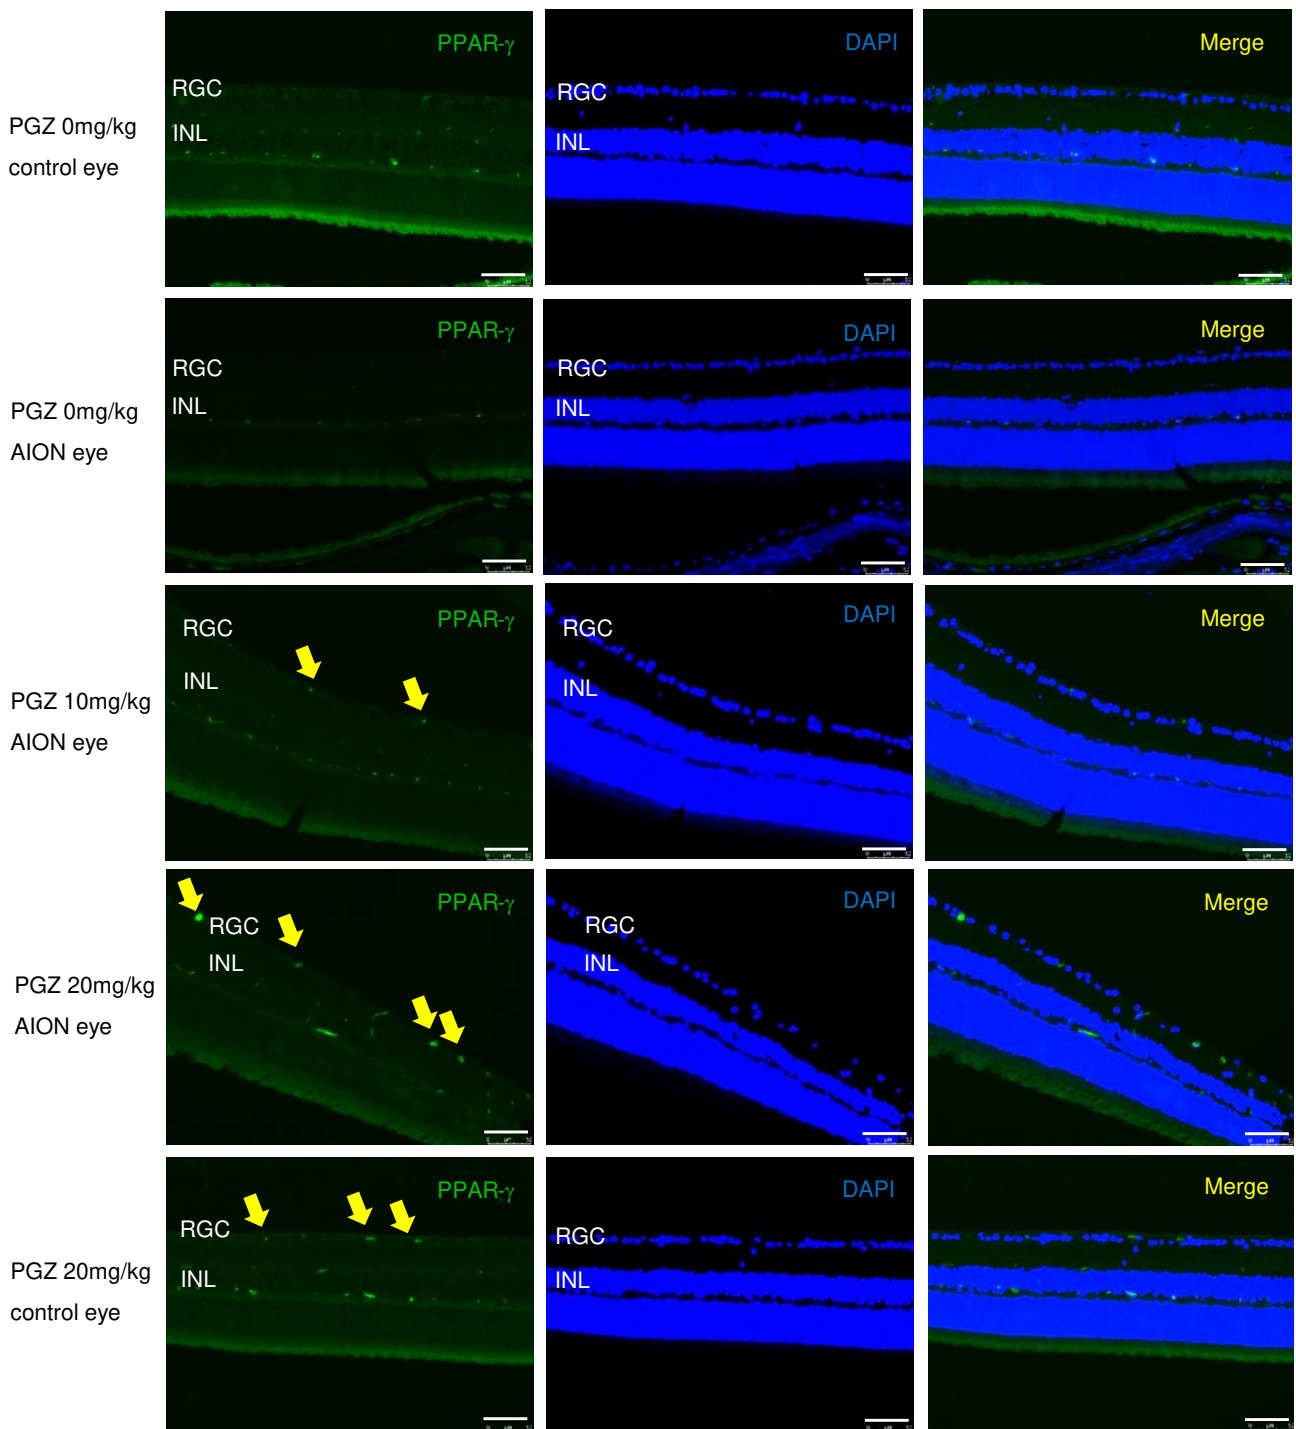 PPAR-γ
DAPI
Merge
RGC
RGC
PGZ 0mg/kg
control eye
INL
INL
PPAR-γ
DAPI
Merge
RGC
RGC
PGZ 0mg/kg
AION eye
INL
INL
PPAR-γ
DAPI
Merge
RGC
RGC
PGZ 10mg/kg
AION eye
INL
INL
PPAR-γ
DAPI
Merge
RGC
RGC
INL
INL
PGZ 20mg/kg
AION eye
PPAR-γ
DAPI
Merge
RGC
RGC
PGZ 20mg/kg
control eye
INL
INL